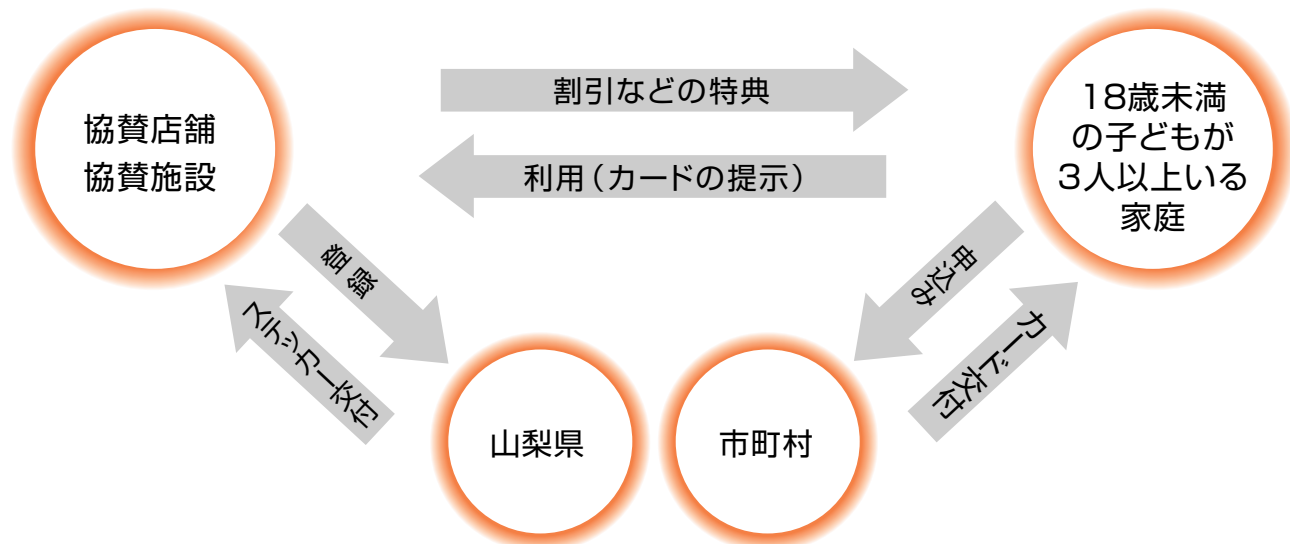 割引などの特典
利用（カードの提示）
協賛店舗
協賛施設
18歳未満
の子どもが
3人以上いる
家庭
登録
ステッカー交付
申込み
カード交付
山梨県
市町村